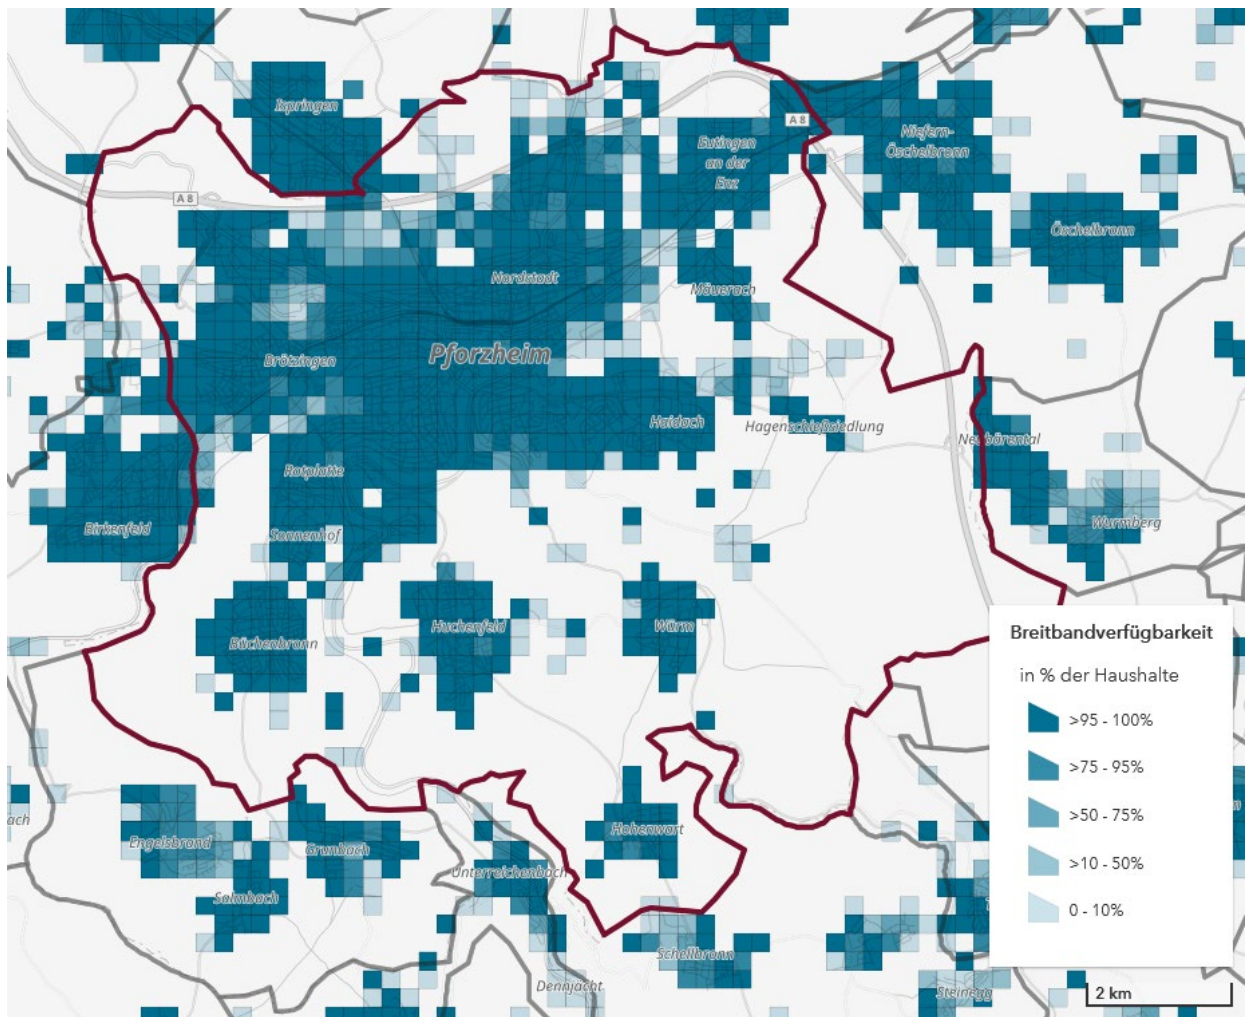 Ispringen
A 8
Niefern-
Öschelbronn
Eutingen
an der
Enz
A 8
Öschelbronn
Nordstadt
Mäuerach
Pforzheim
Brötzingen
Haidach
Hagenschießsiedlung
Neubärental
Rotplatte
Birkenfeld
Sonnenhof
Wurmberg
Büchenbronn
Huchenfeld
Würm
Breitbandverfügbarkeit
in % der Haushalte
>95 - 100%
>75 - 95%
>50 - 75%
>10 - 50%
0 - 10%
ach
Engelsbrand
Grunbach
Hohenwart
Unterreichenbach
Salmbach
Schellbronn
Dennjächt
Steinegg
2 km